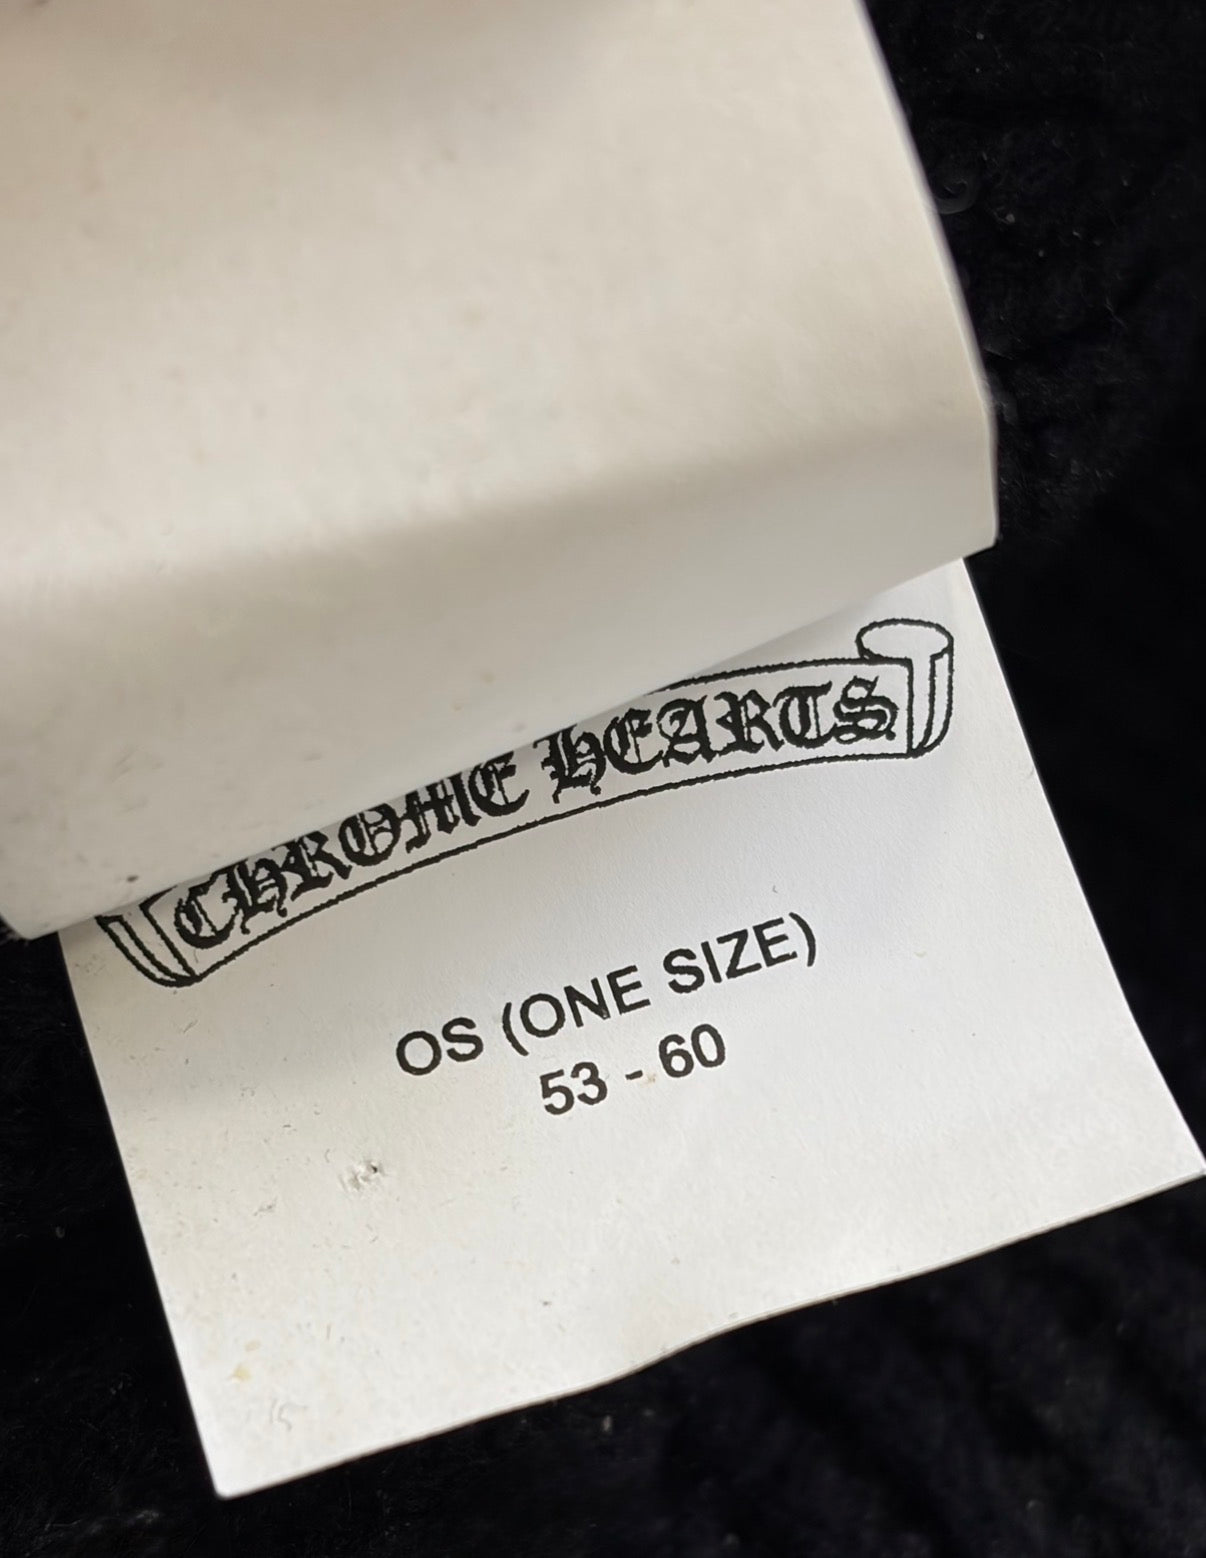 CHROME HEARTS
OS (ONE SIZE)
53 - 60